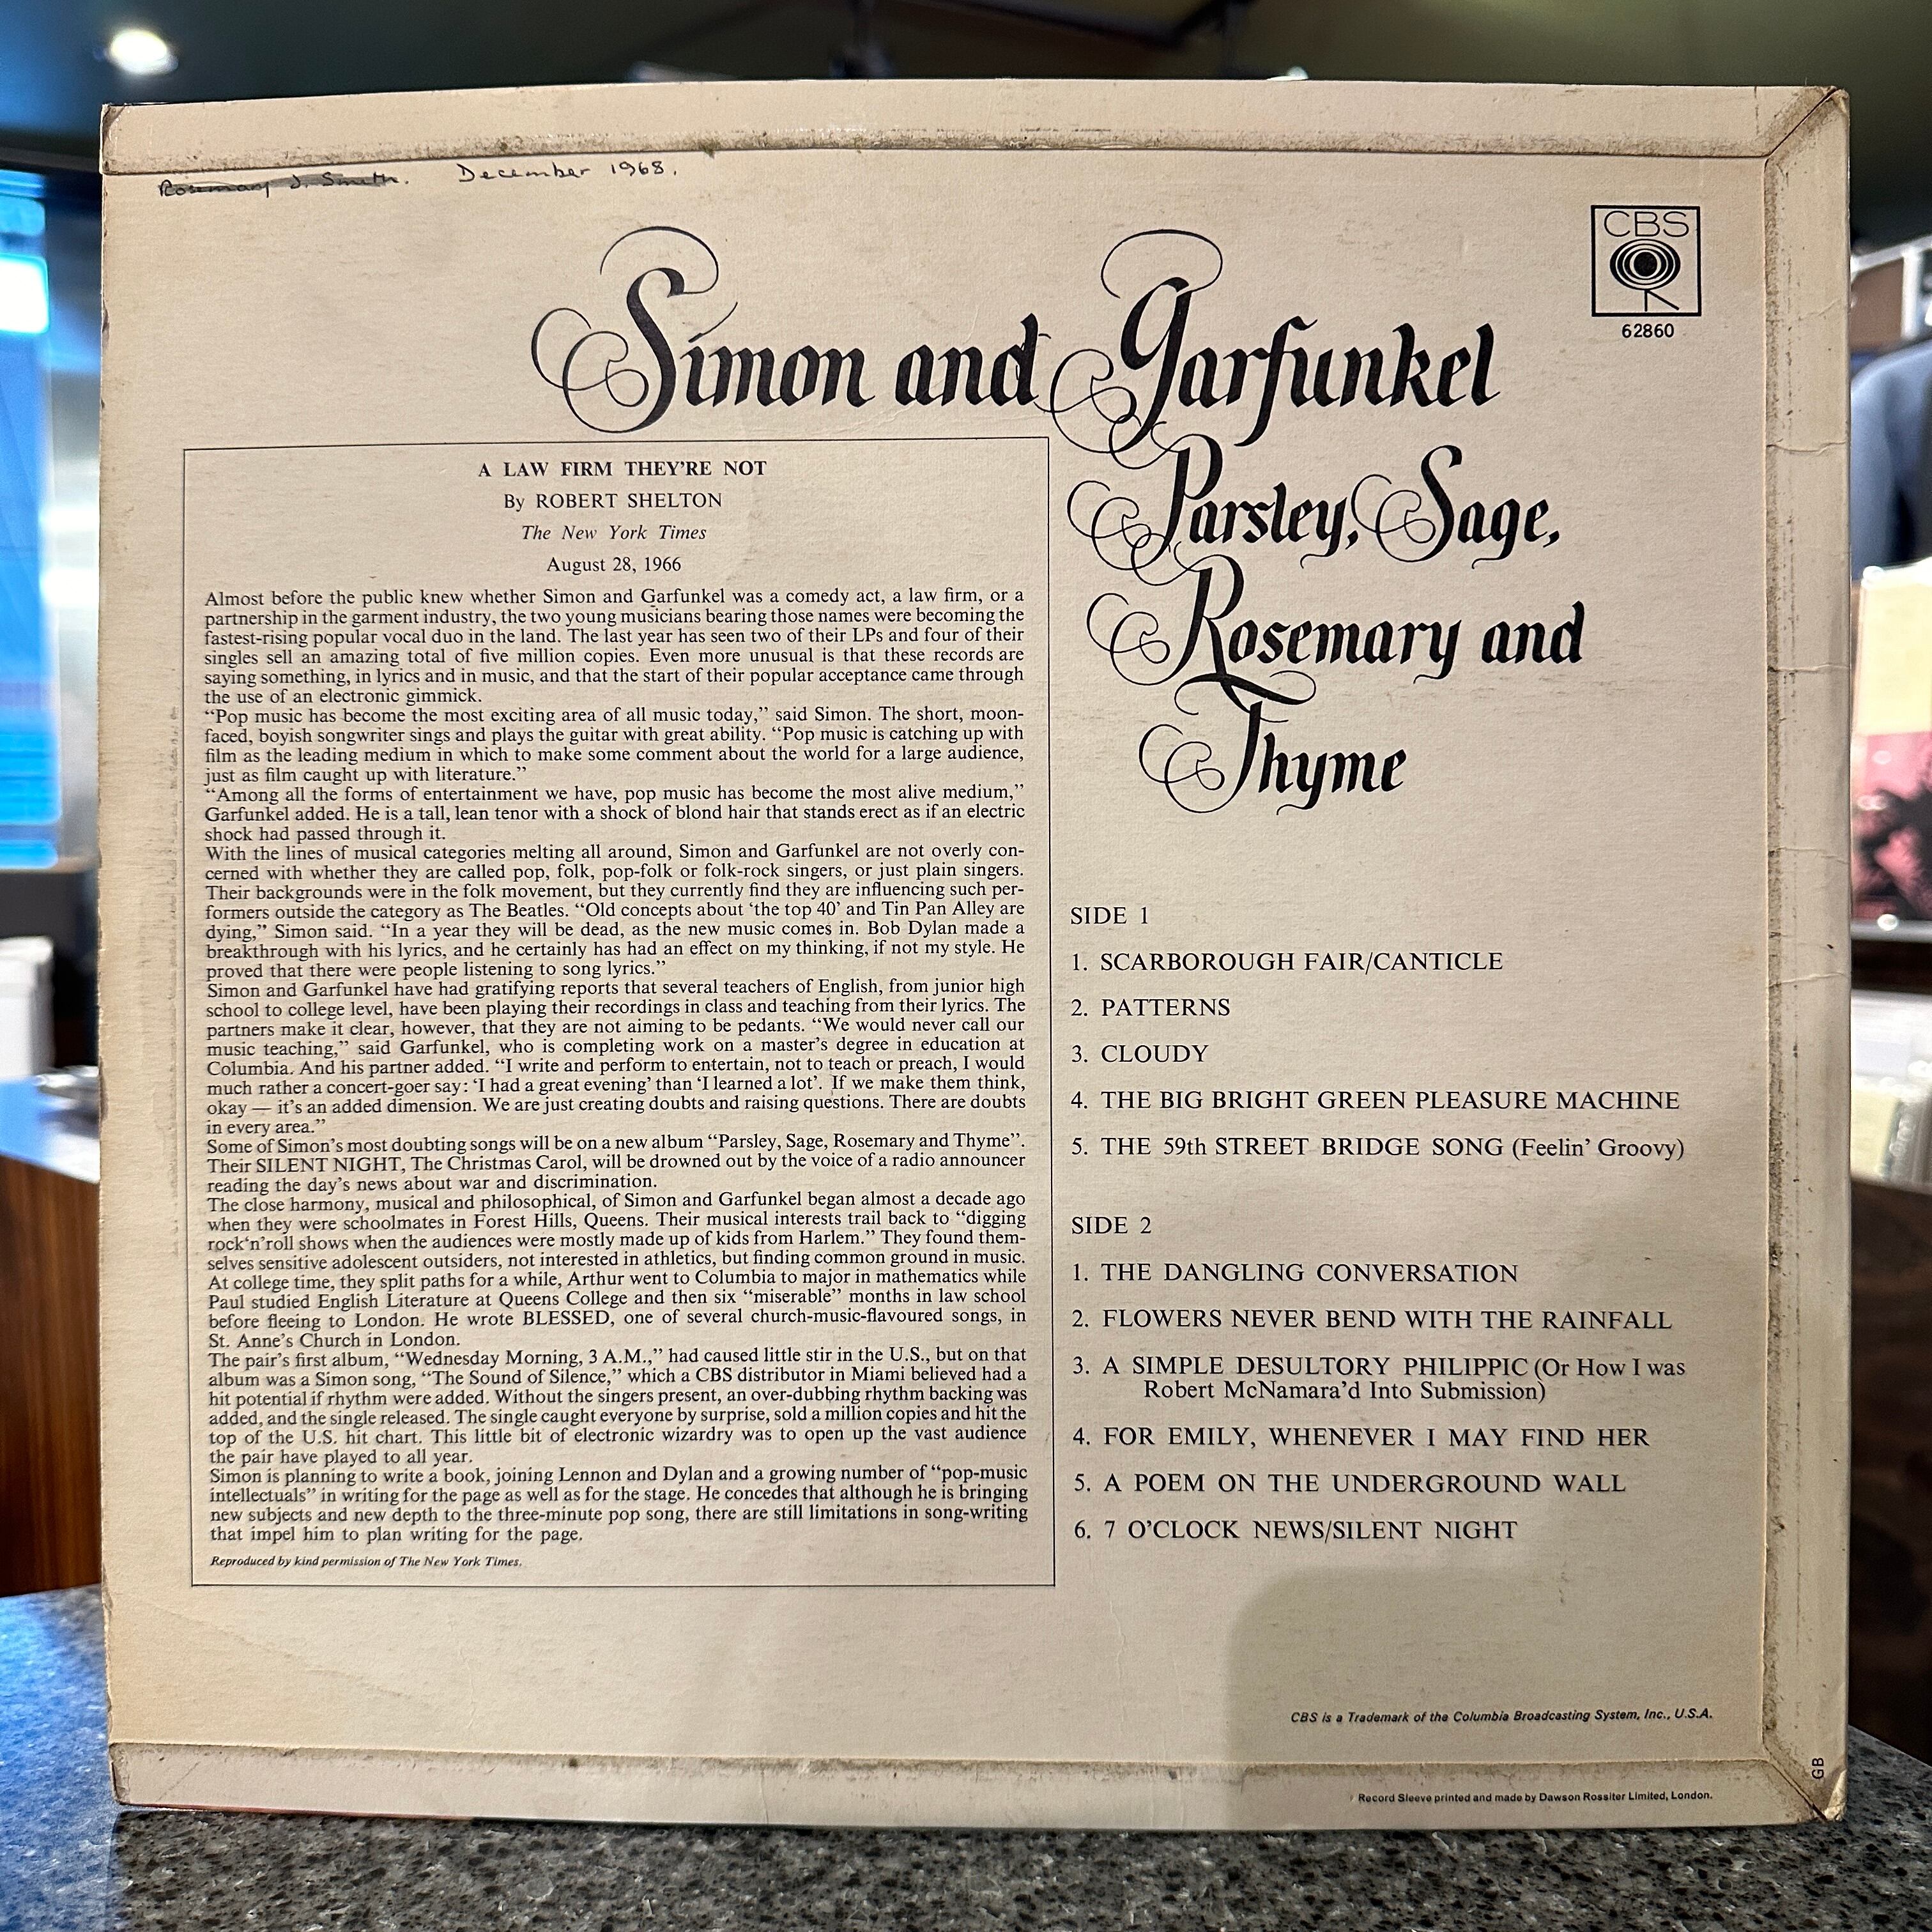 Rosemary J. Smith. December 1968.
CBS
62860
Simon and Garfunkel
Parsley, Sage,
Rosemary and
Thyme
A LAW FIRM THEY'RE NOT
By ROBERT SHELTON
The New York Times
August 28, 1966
Almost before the public knew whether Simon and Garfunkel was a comedy act, a law firm, or a
partnership in the garment industry, the two young musicians bearing those names were becoming the
fastest-rising popular vocal duo in the land. The last year has seen two of their LPs and four of their
singles sell an amazing total of five million copies. Even more unusual is that these records are
saying something, in lyrics and in music, and that the start of their popular acceptance came through
the use of an electronic gimmick.
“Pop music has become the most exciting area of all music today,” said Simon. The short, moon-
faced, boyish songwriter sings and plays the guitar with great ability. “Pop music is catching up with
film as the leading medium in which to make some comment about the world for a large audience,
just as film caught up with literature.”
“Among all the forms of entertainment we have, pop music has become the most alive medium,”
Garfunkel added. He is a tall, lean tenor with a shock of blond hair that stands erect as if an electric
shock had passed through it.
With the lines of musical categories melting all around, Simon and Garfunkel are not overly con-
cerned with whether they are called pop, folk, pop-folk or folk-rock singers, or just plain singers.
Their backgrounds were in the folk movement, but they currently find they are influencing such per-
formers outside the category as The Beatles. “Old concepts about ‘the top 40’ and Tin Pan Alley are
dying,” Simon said. “In a year they will be dead, as the new music comes in. Bob Dylan made a
breakthrough with his lyrics, and he certainly has had an effect on my thinking, if not my style. He
proved that there were people listening to song lyrics.”
Simon and Garfunkel have had gratifying reports that several teachers of English, from junior high
school to college level, have been playing their recordings in class and teaching from their lyrics. The
partners make it clear, however, that they are not aiming to be pedants. “We would never call our
music teaching,” said Garfunkel, who is completing work on a master's degree in education at
Columbia. And his partner added. “I write and perform to entertain, not to teach or preach, I would
much rather a concert-goer say: ‘I had a great evening’ than ‘I learned a lot’. If we make them think,
okay — it's an added dimension. We are just creating doubts and raising questions. There are doubts
in every area.”
Some of Simon's most doubting songs will be on a new album “Parsley, Sage, Rosemary and Thyme”.
Their SILENT NIGHT, The Christmas Carol, will be drowned out by the voice of a radio announcer
reading the day's news about war and discrimination.
The close harmony, musical and philosophical, of Simon and Garfunkel began almost a decade ago
when they were schoolmates in Forest Hills, Queens. Their musical interests trail back to “digging
rock‘n’roll shows when the audiences were mostly made up of kids from Harlem.” They found them-
selves sensitive adolescent outsiders, not interested in athletics, but finding common ground in music.
At college time, they split paths for a while, Arthur went to Columbia to major in mathematics while
Paul studied English Literature at Queens College and then six “miserable” months in law school
before fleeing to London. He wrote BLESSED, one of several church-music-flavoured songs, in
St. Anne's Church in London.
The pair's first album, “Wednesday Morning, 3 A.M.,” had caused little stir in the U.S., but on that
album was a Simon song, “The Sound of Silence,” which a CBS distributor in Miami believed had a
hit potential if rhythm were added. Without the singers present, an over-dubbing rhythm backing was
added, and the single released. The single caught everyone by surprise, sold a million copies and hit the
top of the U.S. hit chart. This little bit of electronic wizardry was to open up the vast audience
the pair have played to all year.
Simon is planning to write a book, joining Lennon and Dylan and a growing number of “pop-music
intellectuals” in writing for the page as well as for the stage. He concedes that although he is bringing
new subjects and new depth to the three-minute pop song, there are still limitations in song-writing
that impel him to plan writing for the page.
Reproduced by kind permission of The New York Times.
SIDE 1
1. SCARBOROUGH FAIR/CANTICLE
2. PATTERNS
3. CLOUDY
4. THE BIG BRIGHT GREEN PLEASURE MACHINE
5. THE 59th STREET BRIDGE SONG (Feelin' Groovy)
SIDE 2
1. THE DANGLING CONVERSATION
2. FLOWERS NEVER BEND WITH THE RAINFALL
3. A SIMPLE DESULTORY PHILIPPIC (Or How I was
Robert McNamara'd Into Submission)
4. FOR EMILY, WHENEVER I MAY FIND HER
5. A POEM ON THE UNDERGROUND WALL
6. 7 O'CLOCK NEWS/SILENT NIGHT
CBS is a Trademark of the Columbia Broadcasting System, Inc., U.S.A.
GB
Record Sleeve printed and made by Dawson Rossiter Limited, London.